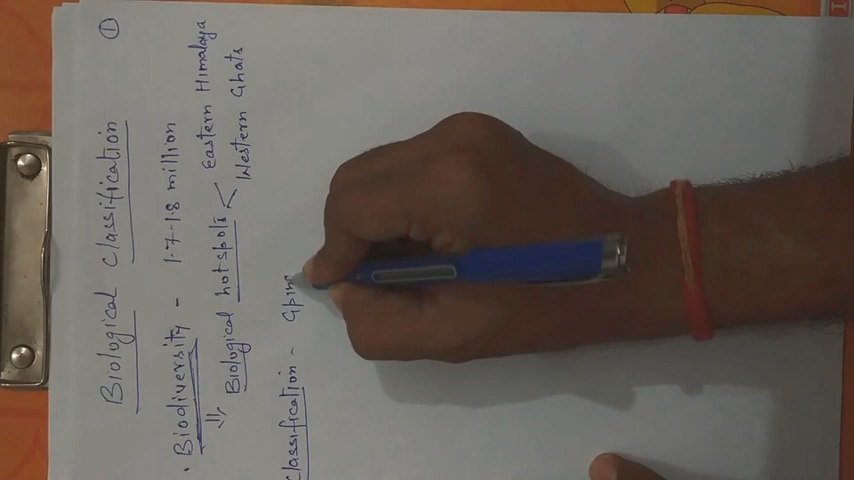 ①
Biological Classification
• Biodiversity - 1.7-1.8 million
⇓ Biological hotspots < Eastern Himalaya
Western Ghats
Classification -